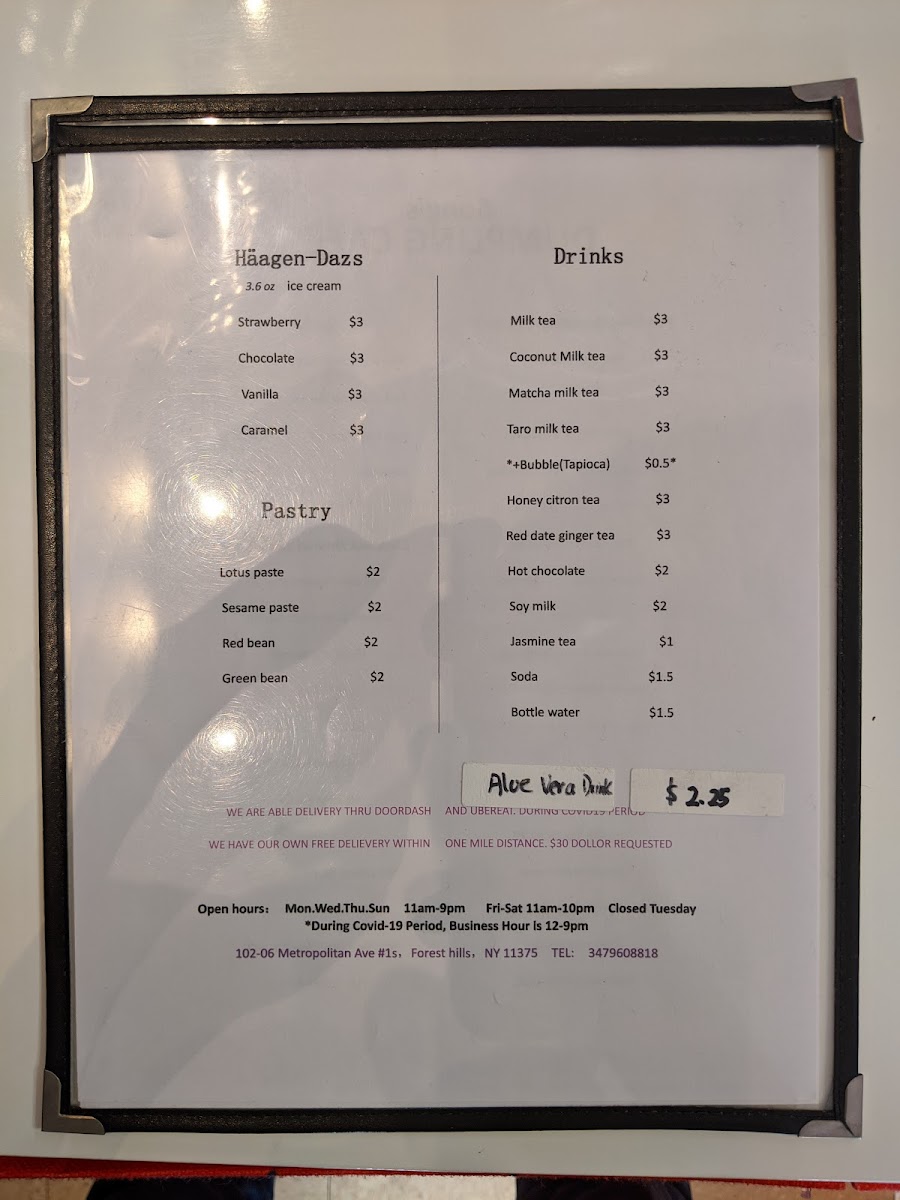 Häagen-Dazs
3.6 oz ice cream
Strawberry $3
Chocolate $3
Vanilla $3
Caramel $3
Pastry
Lotus paste $2
Sesame paste $2
Red bean $2
Green bean $2
Drinks
Milk tea $3
Coconut Milk tea $3
Matcha milk tea $3
Taro milk tea $3
*+Bubble(Tapioca) $0.5*
Honey citron tea $3
Red date ginger tea $3
Hot chocolate $2
Soy milk $2
Jasmine tea $1
Soda $1.5
Bottle water $1.5
Aloe Vera Drink $2.25
WE ARE ABLE DELIVERY THRU DOORDASH AND UBEREAT. DURING COVID19 PERIOD
WE HAVE OUR OWN FREE DELIEVERY WITHIN ONE MILE DISTANCE. $30 DOLLOR REQUESTED
Open hours: Mon.Wed.Thu.Sun 11am-9pm Fri-Sat 11am-10pm Closed Tuesday
*During Covid-19 Period, Business Hour is 12-9pm
102-06 Metropolitan Ave #1s, Forest hills, NY 11375 TEL: 3479608818